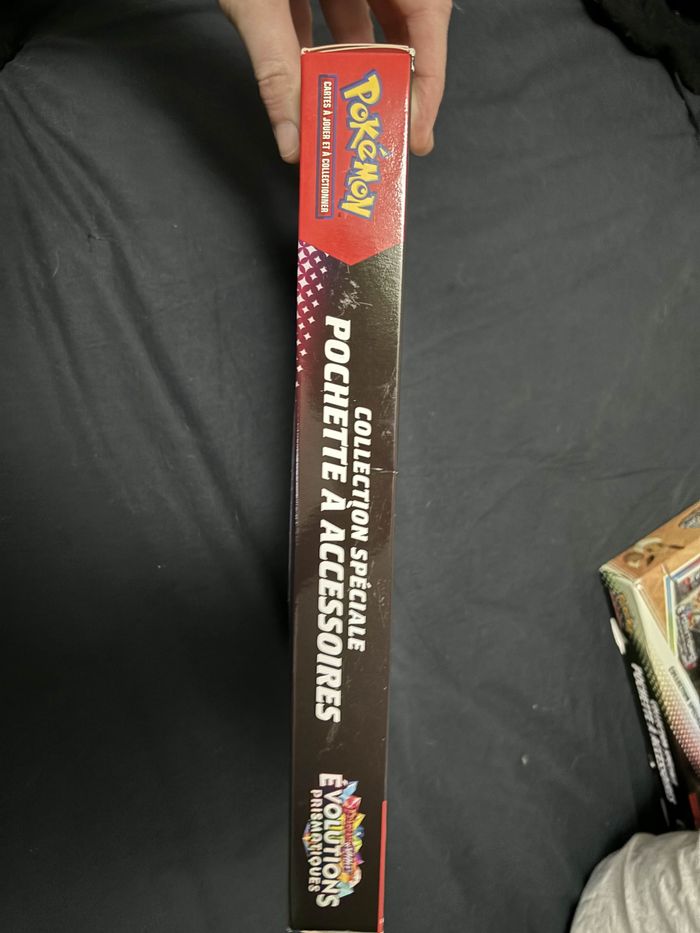 POKÉMON
CARTES À JOUER ET À COLLECTIONNER
COLLECTION SPÉCIALE
POCHETTE À ACCESSOIRES
ÉVOLUTIONS
PRISMATIQUES